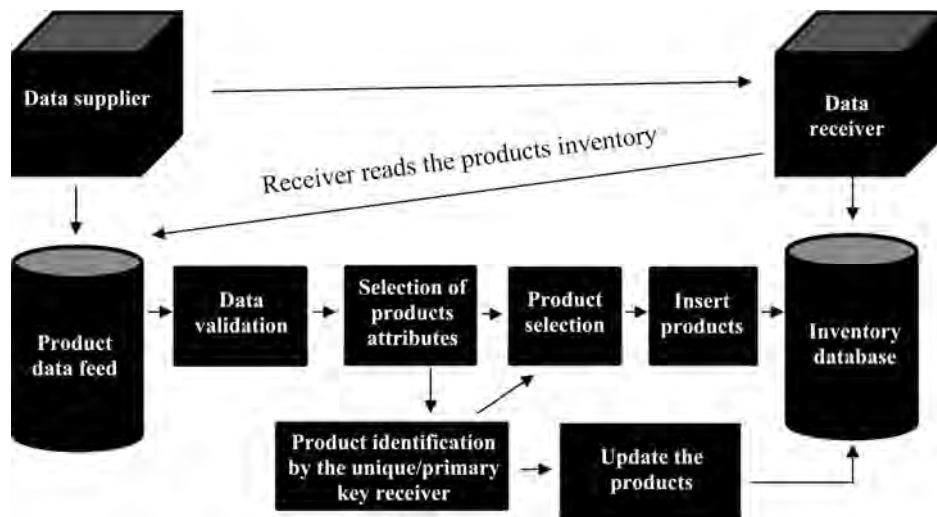 Data supplier
Data
receiver
Receiver reads the products inventory
Product
data feed
Data
validation
Selection of
products
attributes
Product
selection
Insert
products
Inventory
database
Product identification
by the unique/primary
key receiver
Update the
products